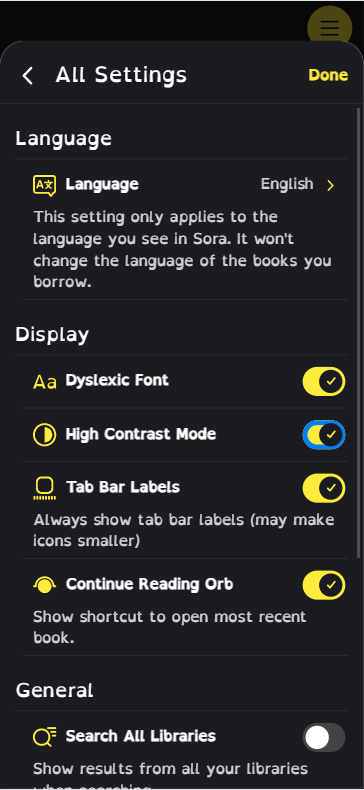 All Settings
Done
Language
Language
English
This setting only applies to the
language you see in Sora. It won't
change the language of the books you
borrow.
Display
Aa Dyslexic Font
High Contrast Mode
Tab Bar Labels
Always show tab bar labels (may make
icons smaller)
Continue Reading Orb
Show shortcut to open most recent
book.
General
Search All Libraries
Show results from all your libraries
when searching.